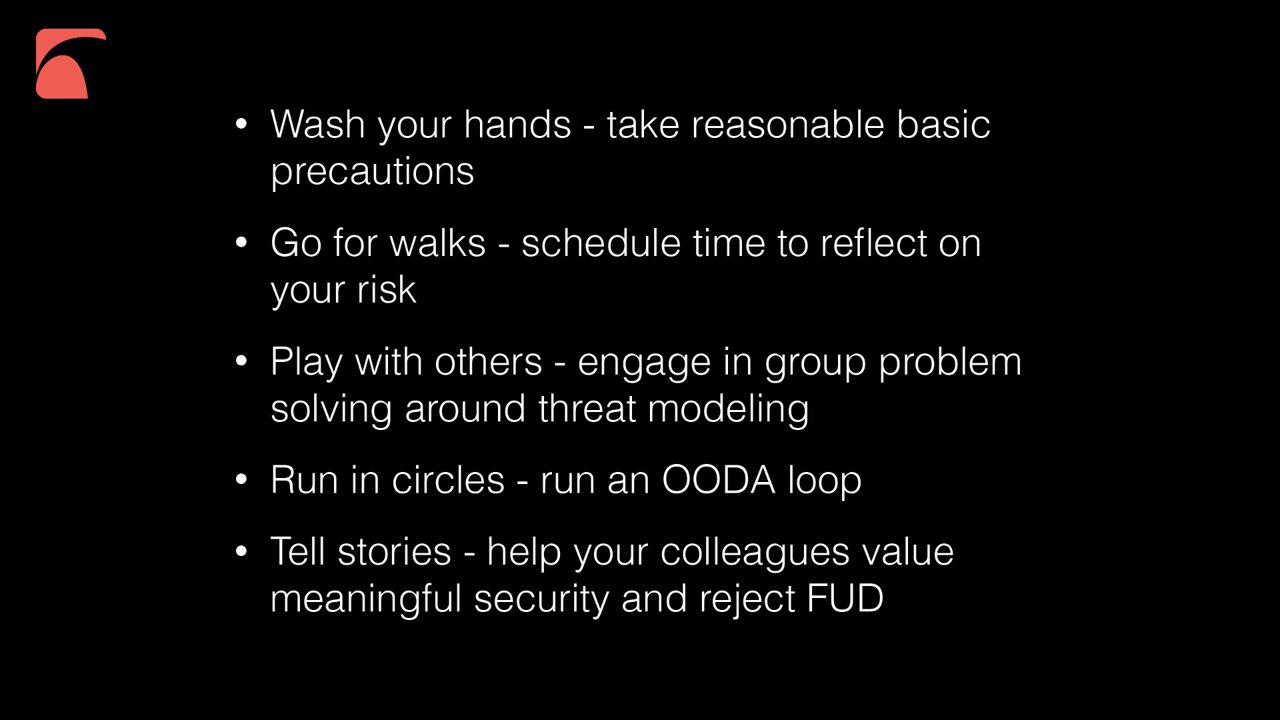 • Wash your hands - take reasonable basic
precautions
• Go for walks - schedule time to reflect on
your risk
• Play with others - engage in group problem
solving around threat modeling
• Run in circles - run an OODA loop
• Tell stories - help your colleagues value
meaningful security and reject FUD